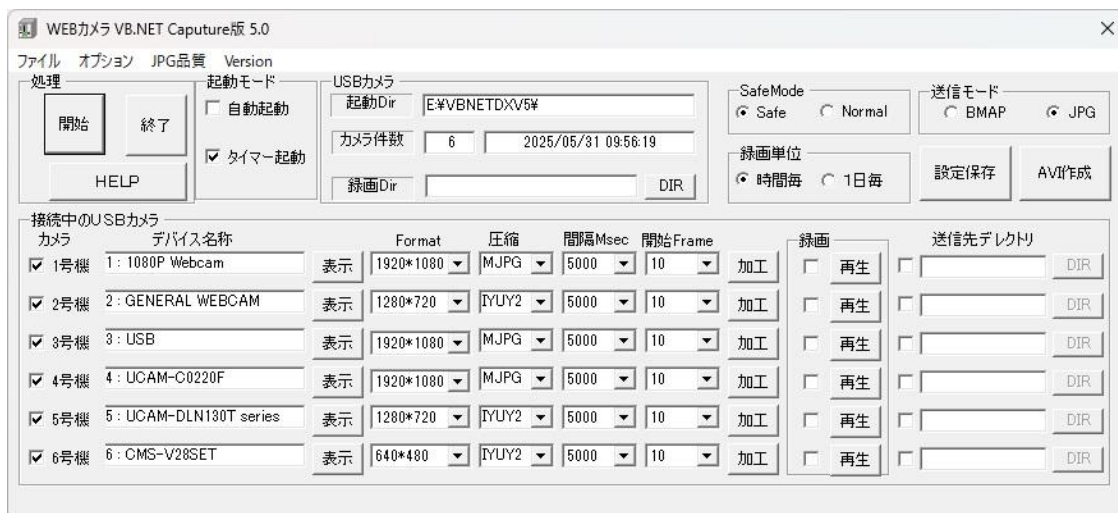 WEBカメラ VB.NET Caputure版 5.0
ファイル オプション JPG品質 Version
処理
開始
終了
HELP
起動モード
自動起動
タイマー起動
USBカメラ
起動Dir E:¥VBNETDXV5¥
カメラ件数 6 2025/05/31 09:56:19
録画Dir DIR
SafeMode
Safe Normal
録画単位
時間毎 1日毎
送信モード
BMAP JPG
設定保存 AVI作成
接続中のUSBカメラ
カメラ デバイス名称 Format 圧縮 間隔Msec 開始Frame 録画 送信先デレクトリ
1号機 1 : 1080P Webcam 表示 1920*1080 MJPG 5000 10 加工 再生 DIR
2号機 2 : GENERAL WEBCAM 表示 1280*720 IYUY2 5000 10 加工 再生 DIR
3号機 3 : USB 表示 1920*1080 MJPG 5000 10 加工 再生 DIR
4号機 4 : UCAM-C0220F 表示 1920*1080 MJPG 5000 10 加工 再生 DIR
5号機 5 : UCAM-DLN130T series 表示 1280*720 IYUY2 5000 10 加工 再生 DIR
6号機 6 : CMS-V28SET 表示 640*480 IYUY2 5000 10 加工 再生 DIR